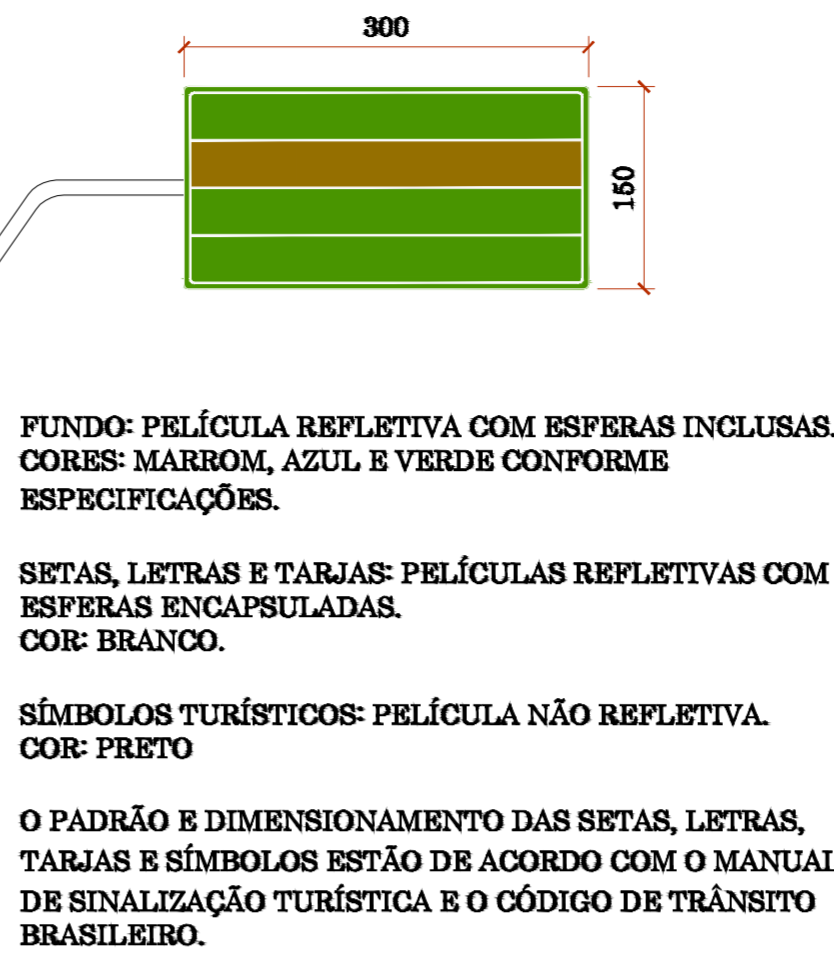 300
150
FUNDO: PELÍCULA REFLETIVA COM ESFERAS INCLUSAS.
CORES: MARROM, AZUL E VERDE CONFORME
ESPECIFICAÇÕES.
SETAS, LETRAS E TARJAS: PELÍCULAS REFLETIVAS COM
ESFERAS ENCAPSULADAS.
COR: BRANCO.
SÍMBOLOS TURÍSTICOS: PELÍCULA NÃO REFLETIVA.
COR: PRETO
O PADRÃO E DIMENSIONAMENTO DAS SETAS, LETRAS,
TARJAS E SÍMBOLOS ESTÃO DE ACORDO COM O MANUAL
DE SINALIZAÇÃO TURÍSTICA E O CÓDIGO DE TRÂNSITO
BRASILEIRO.